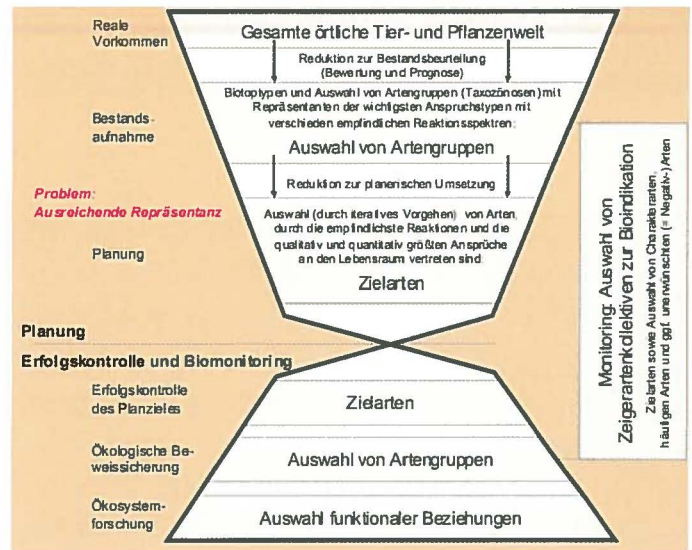 Reale
Vorkommen
Gesamte örtliche Tier- und Pflanzenwelt
Reduktion zur Bestandsbeurteilung
(Bewertung und Prognose)
Biotoptypen und Auswahl von Artengruppen (Taxozönosen) mit
Repräsentanten der wichtigsten Anspruchstypen mit
verschieden empfindlichen Reaktionsspektren:
Bestands-
aufnahme
Auswahl von Artengruppen
Reduktion zur planerischen Umsetzung
Problem:
Ausreichende Repräsentanz
Auswahl (durch iteratives Vorgehen) von Arten,
durch die empfindlichste Reaktionen und die
qualitativ und quantitativ größten Ansprüche
an den Lebensraum vertreten sind
Planung
Zielarten
Planung
Erfolgskontrolle und Biomonitoring
Erfolgskontrolle
des Planzieles
Zielarten
Ökologische Be-
weissicherung
Auswahl von Artengruppen
Ökosystem-
forschung
Auswahl funktionaler Beziehungen
Monitoring: Auswahl von
Zeigerartenkollektiven zur Bioindikation
Zielarten sowie Auswahl von Charakterarten,
häufigen Arten und ggf. unerwünschten (= Negativ-) Arten